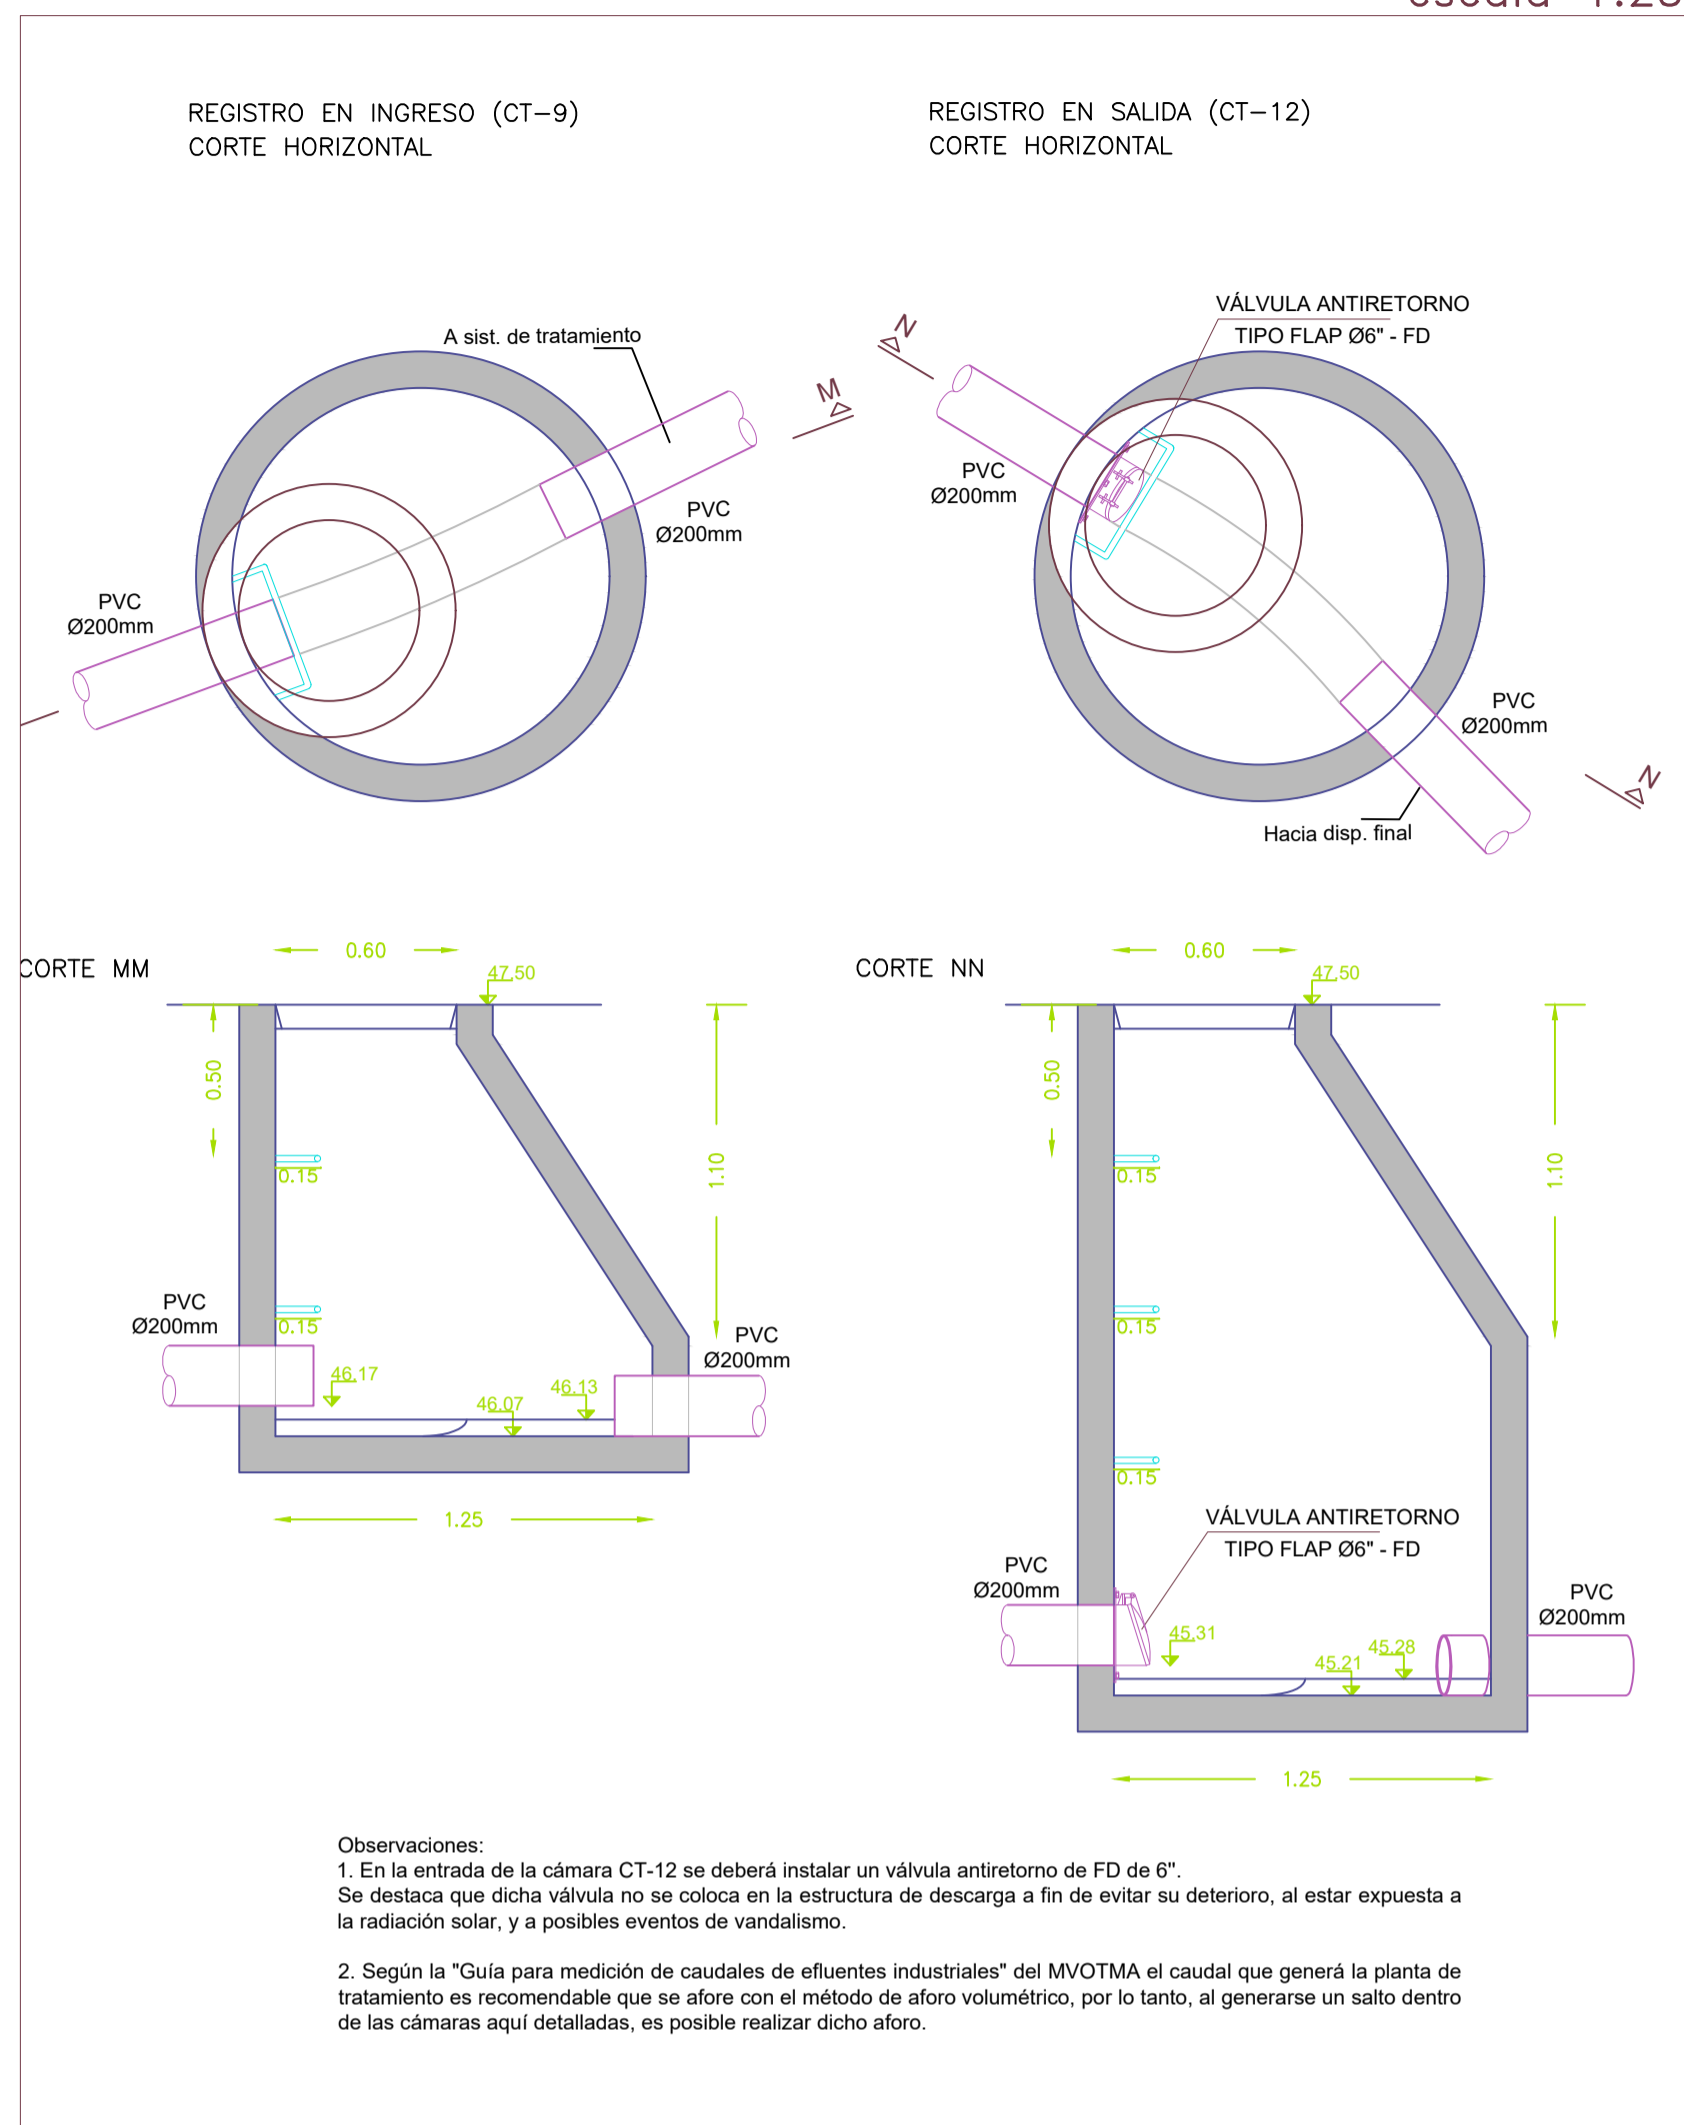 REGISTRO EN INGRESO (CT-9)
CORTE HORIZONTAL
REGISTRO EN SALIDA (CT-12)
CORTE HORIZONTAL
A sist. de tratamiento
M
PVC
Ø200mm
PVC
Ø200mm
N
VÁLVULA ANTIRETORNO
TIPO FLAP Ø6" - FD
PVC
Ø200mm
PVC
Ø200mm
N
Hacia disp. final
CORTE MM
0.60
47.50
0.50
1.10
0.15
0.15
PVC
Ø200mm
PVC
Ø200mm
46.17
46.07
46.13
1.25
CORTE NN
0.60
47.50
0.50
1.10
0.15
0.15
0.15
VÁLVULA ANTIRETORNO
TIPO FLAP Ø6" - FD
PVC
Ø200mm
PVC
Ø200mm
45.31
45.21
45.28
1.25
Observaciones:
1. En la entrada de la cámara CT-12 se deberá instalar un válvula antiretorno de FD de 6".
Se destaca que dicha válvula no se coloca en la estructura de descarga a fin de evitar su deterioro, al estar expuesta a
la radiación solar, y a posibles eventos de vandalismo.
2. Según la "Guía para medición de caudales de efluentes industriales" del MVOTMA el caudal que generá la planta de
tratamiento es recomendable que se afore con el método de aforo volumétrico, por lo tanto, al generarse un salto dentro
de las cámaras aquí detalladas, es posible realizar dicho aforo.